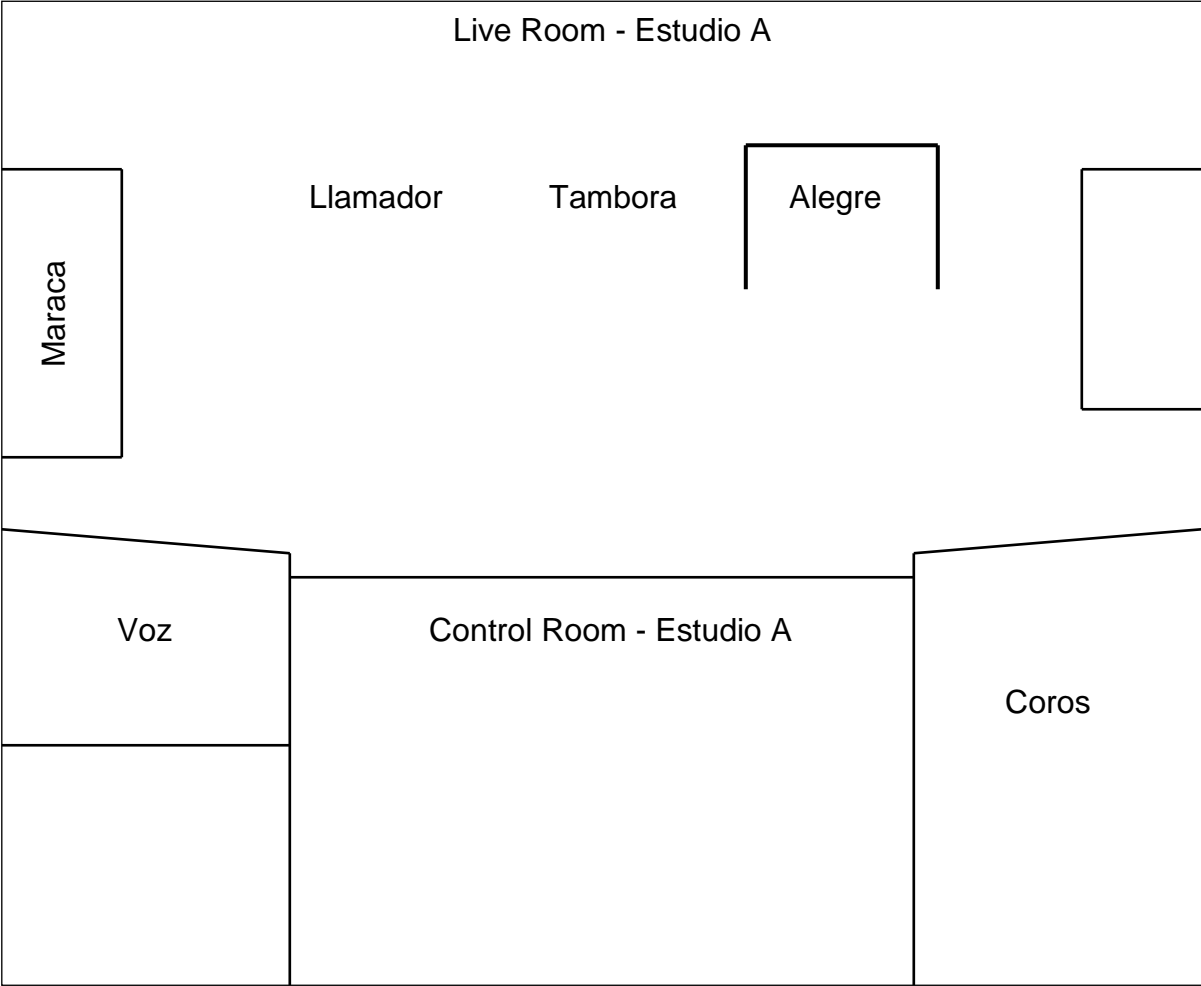 Live Room - Estudio A
Llamador
Tambora
Alegre
Maraca
Voz
Control Room - Estudio A
Coros